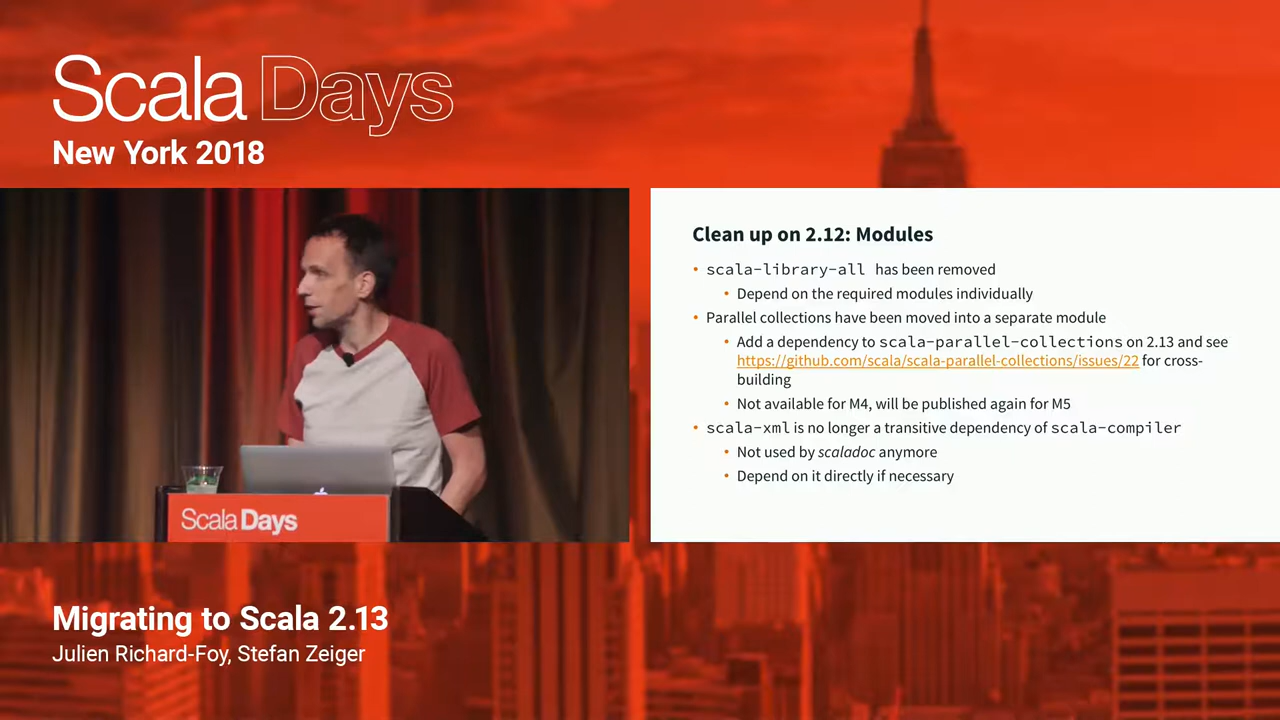 Scala Days
New York 2018
Clean up on 2.12: Modules
• scala-library-all has been removed
• Depend on the required modules individually
• Parallel collections have been moved into a separate module
• Add a dependency to scala-parallel-collections on 2.13 and see
https://github.com/scala/scala-parallel-collections/issues/22 for cross-
building
• Not available for M4, will be published again for M5
• scala-xml is no longer a transitive dependency of scala-compiler
• Not used by scaladoc anymore
• Depend on it directly if necessary
Scala Days
Migrating to Scala 2.13
Julien Richard-Foy, Stefan Zeiger